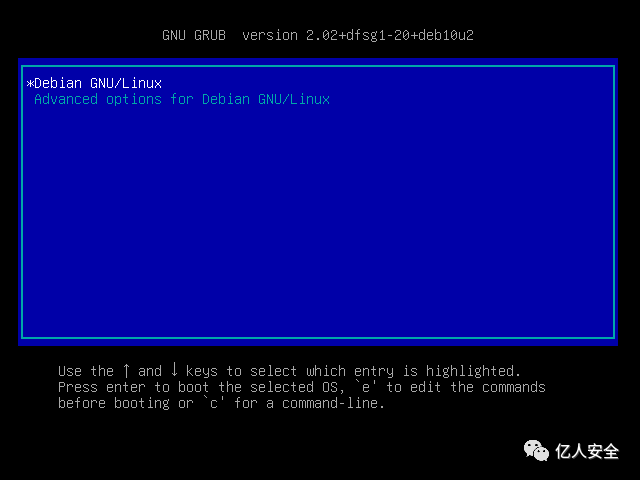 GNU GRUB  version 2.02+dfsg1-20+deb10u2
*Debian GNU/Linux
Advanced options for Debian GNU/Linux
Use the ↑ and ↓ keys to select which entry is highlighted.
Press enter to boot the selected OS, `e' to edit the commands
before booting or `c' for a command-line.
亿人安全